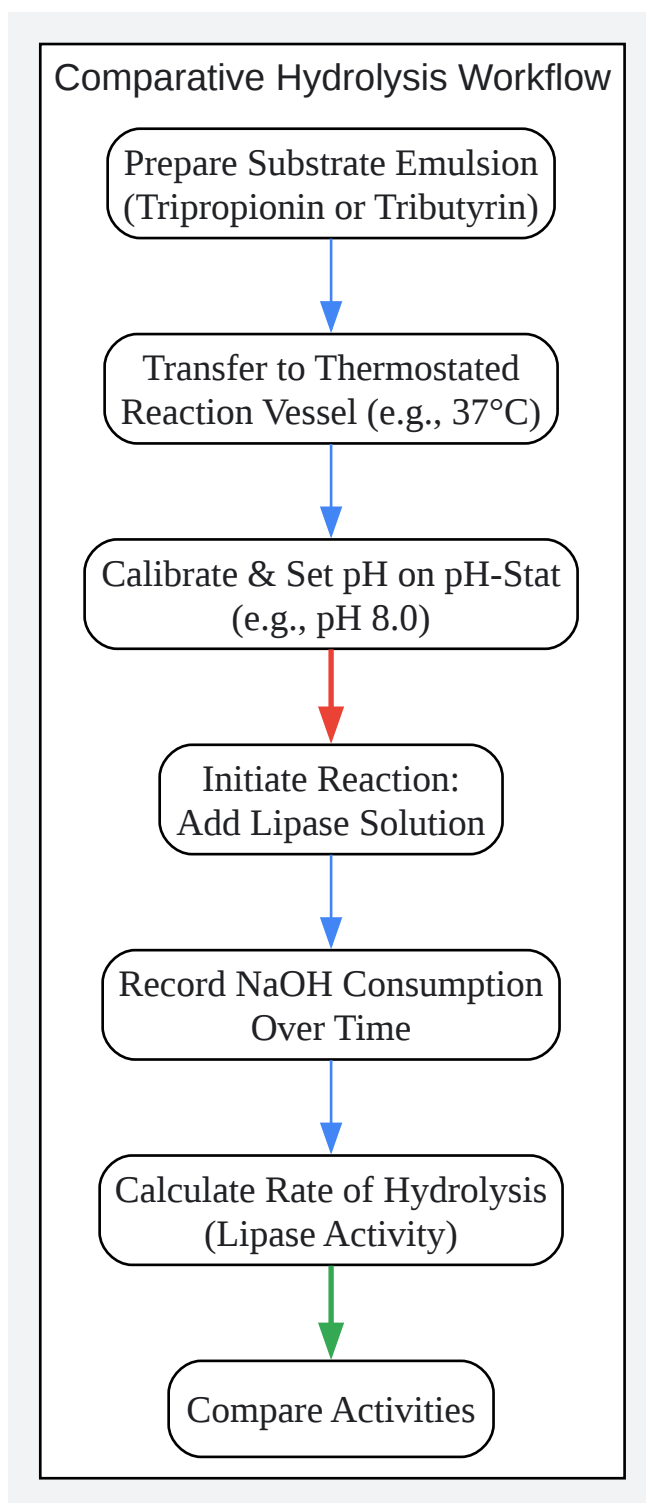 Comparative Hydrolysis Workflow
Prepare Substrate Emulsion
(Tripropionin or Tributyrin)
Transfer to Thermostated
Reaction Vessel (e.g., 37°C)
Calibrate & Set pH on pH-Stat
(e.g., pH 8.0)
Initiate Reaction:
Add Lipase Solution
Record NaOH Consumption
Over Time
Calculate Rate of Hydrolysis
(Lipase Activity)
Compare Activities